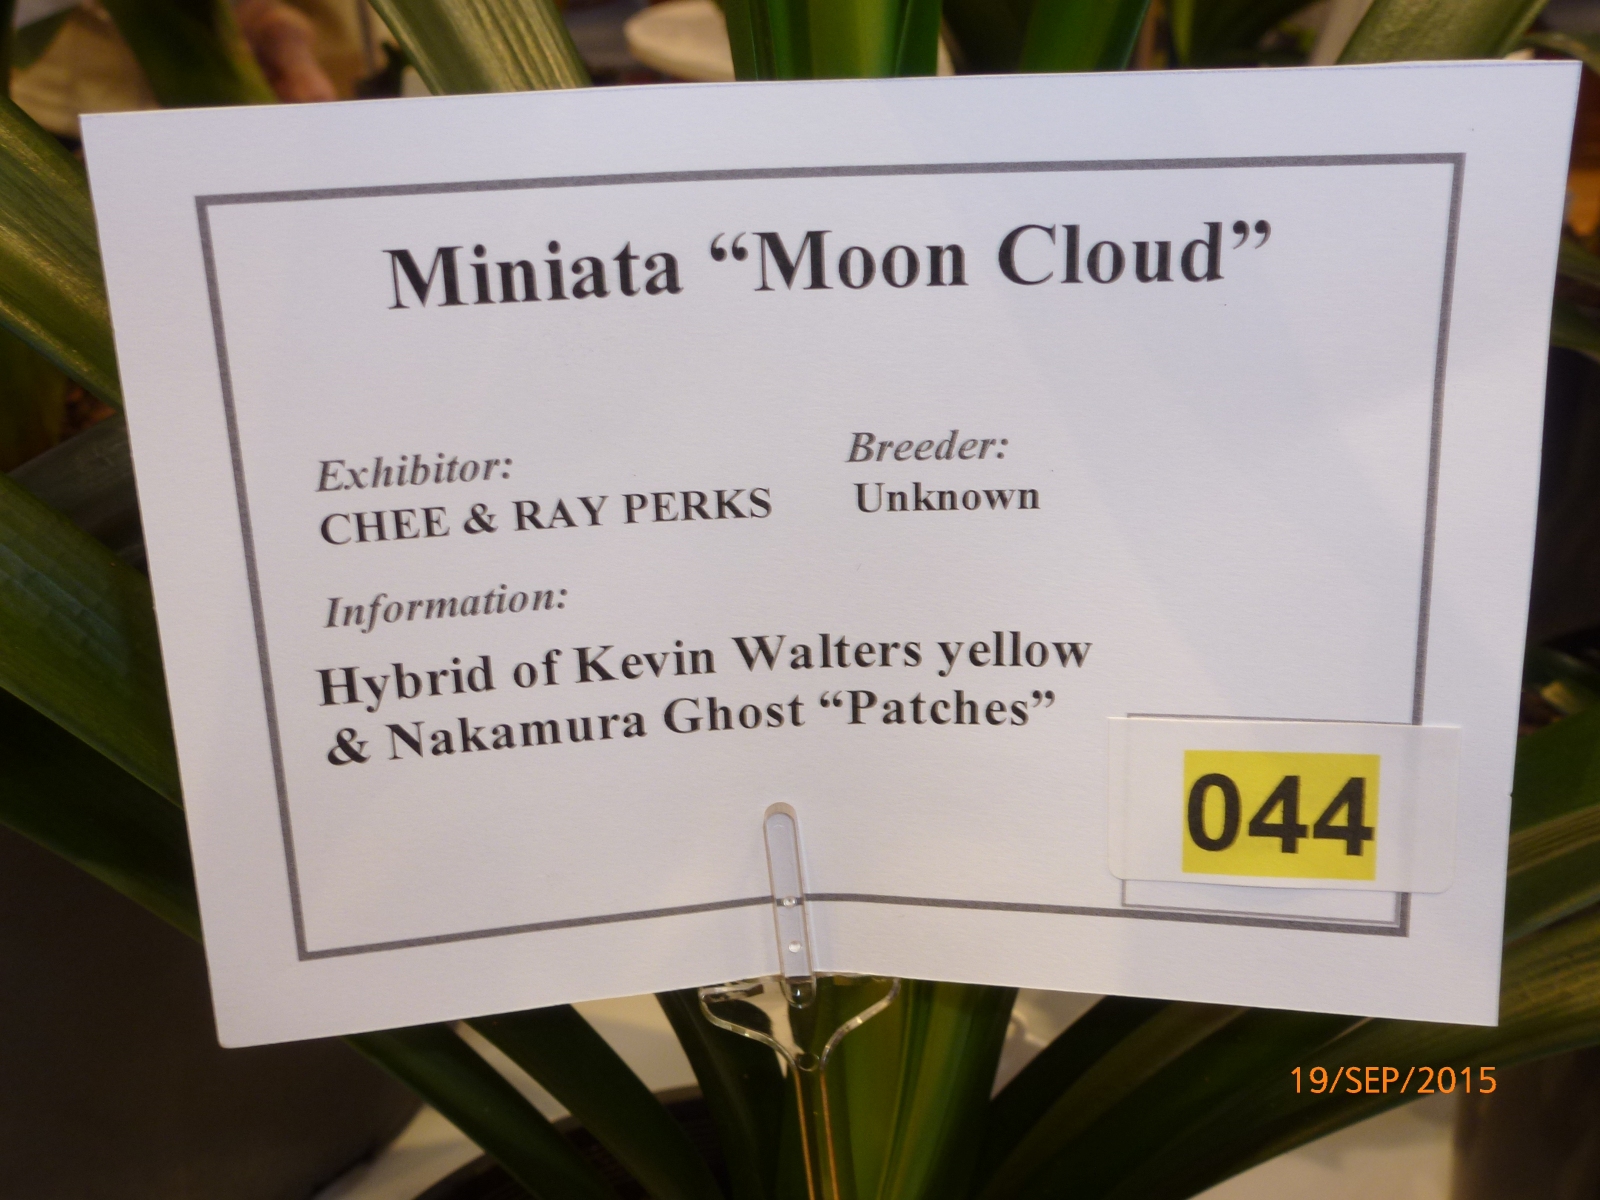 Miniata “Moon Cloud”
Exhibitor:
CHEE & RAY PERKS
Breeder:
Unknown
Information:
Hybrid of Kevin Walters yellow
& Nakamura Ghost “Patches”
044
19/SEP/2015